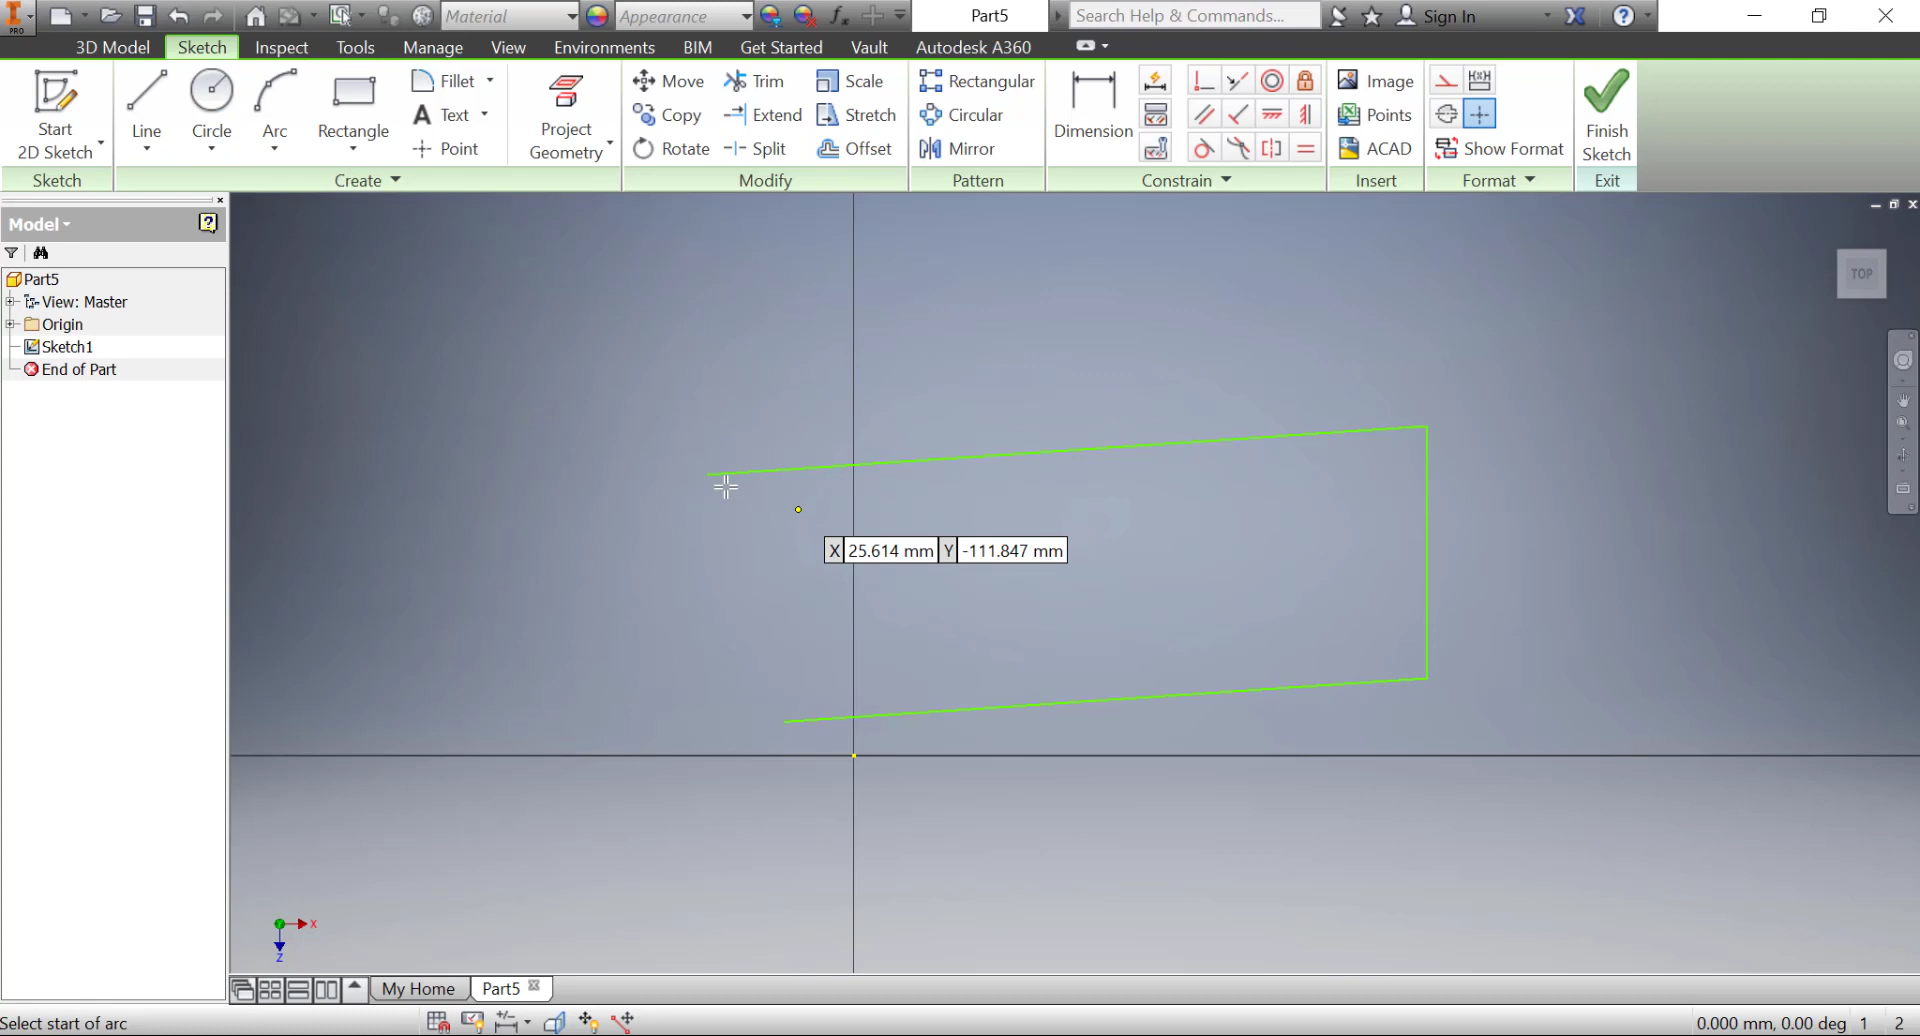 PRO
Material
Appearance
fx
Part5
Search Help & Commands...
Sign In
3D Model Sketch Inspect Tools Manage View Environments BIM Get Started Vault Autodesk A360
Start
2D Sketch
Line
Circle
Arc
Rectangle
Fillet
Text
Point
Project
Geometry
Move
Copy
Rotate
Trim
Extend
Split
Scale
Stretch
Offset
Rectangular
Circular
Mirror
Dimension
Image
Points
ACAD
Show Format
Finish
Sketch
Sketch Create Modify Pattern Constrain Insert Format Exit
Model
Part5
View: Master
Origin
Sketch1
End of Part
TOP
X 25.614 mm Y -111.847 mm
X
Z
My Home Part5
Select start of arc
0.000 mm, 0.00 deg 1 2